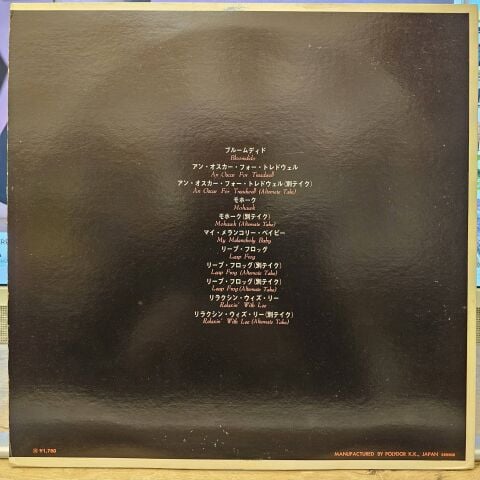 ブルームディド
Bloomdido
アン・オスカー・フォー・トレドウェル
An Oscar For Treadwell
アン・オスカー・フォー・トレドウェル(別テイク)
An Oscar For Treadwell (Alternate Take)
モホーク
Mohawk
モホーク(別テイク)
Mohawk (Alternate Take)
マイ・メランコリー・ベイビー
My Melancholy Baby
リープ・フロッグ
Leap Frog
リープ・フロッグ(別テイク)
Leap Frog (Alternate Take)
リープ・フロッグ(別テイク)
Leap Frog (Alternate Take)
リラクシン・ウィズ・リー
Relaxin' With Lee
リラクシン・ウィズ・リー(別テイク)
Relaxin' With Lee (Alternate Take)
¥1,780
MANUFACTURED BY POLYDOR K.K., JAPAN